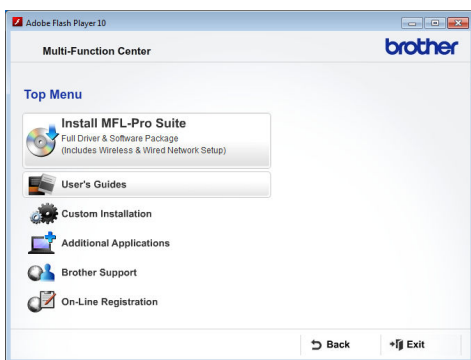 Adobe Flash Player 10
Multi-Function Center
brother
Top Menu
Install MFL-Pro Suite
Full Driver & Software Package
(Includes Wireless & Wired Network Setup)
User's Guides
Custom Installation
Additional Applications
Brother Support
On-Line Registration
Back
Exit